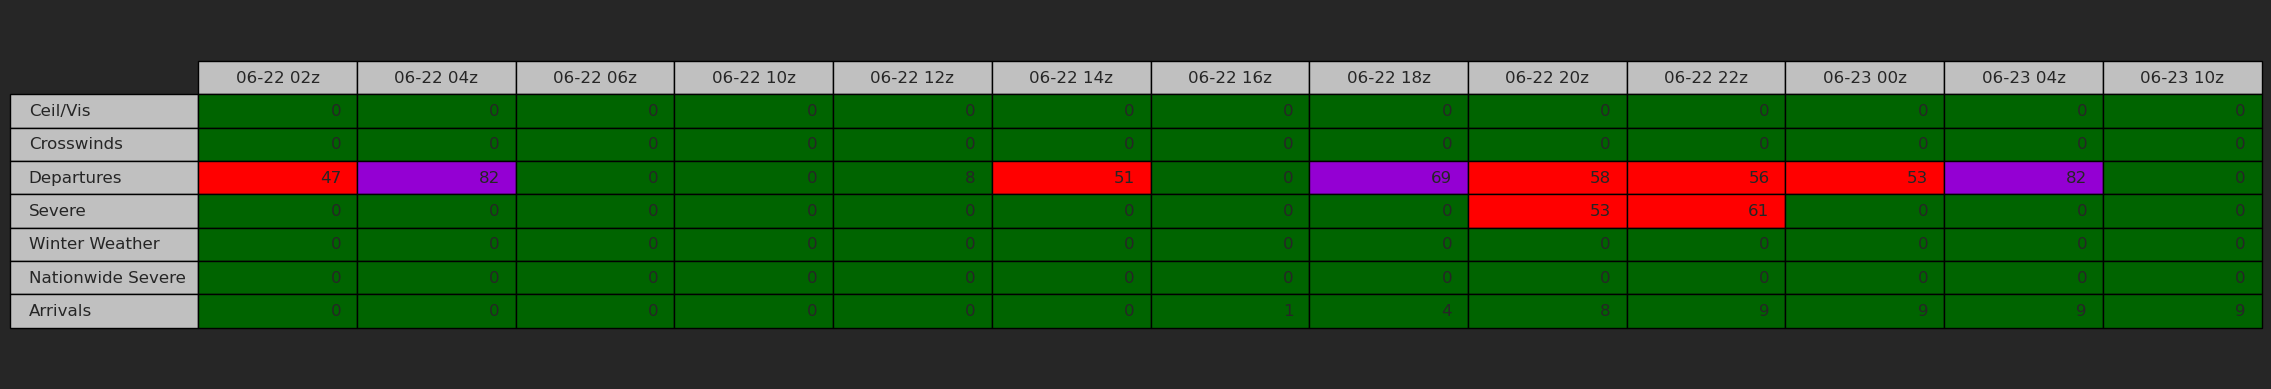 06-22 02z 06-22 04z 06-22 06z 06-22 10z 06-22 12z 06-22 14z 06-22 16z 06-22 18z 06-22 20z 06-22 22z 06-23 00z 06-23 04z 06-23 10z
Ceil/Vis 0 0 0 0 0 0 0 0 0 0 0 0 0
Crosswinds 0 0 0 0 0 0 0 0 0 0 0 0 0
Departures 47 82 0 0 8 51 0 69 58 56 53 82 0
Severe 0 0 0 0 0 0 0 0 53 61 0 0 0
Winter Weather 0 0 0 0 0 0 0 0 0 0 0 0 0
Nationwide Severe 0 0 0 0 0 0 0 0 0 0 0 0 0
Arrivals 0 0 0 0 0 0 1 4 8 9 9 9 9